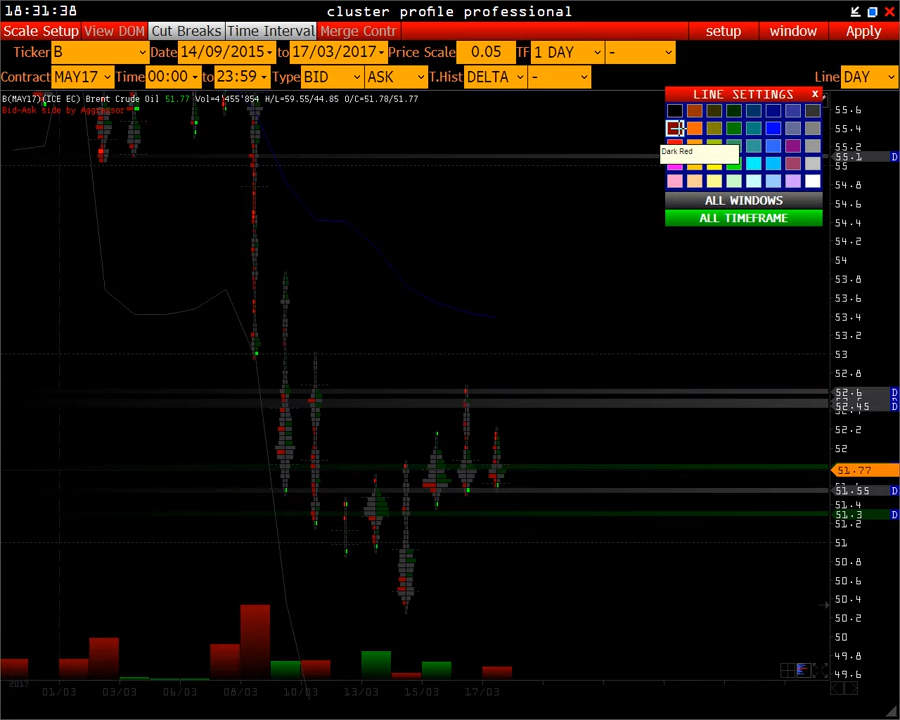 18:31:38 cluster profile professional
Scale Setup View DOM Cut Breaks Time Interval Merge Contr setup window Apply
Ticker B Date 14/09/2015 to 17/03/2017 Price Scale 0.05 TF 1 DAY -
Contract MAY17 Time 00:00 to 23:59 Type BID ASK T.Hist DELTA - Line DAY
B(MAY17)(ICE EC) Brent Crude Oil 51.77 Vol=4'455'854 H/L=59.55/44.85 O/C=51.78/51.77
Bid-Ask side by Aggressor
LINE SETTINGS x
Dark Red
ALL WINDOWS
ALL TIMEFRAME
55.6
55.4
55.2
55.1 D
55
54.8
54.6
54.4
54.2
54
53.8
53.6
53.4
53.2
53
52.8
52.6 D
52.45 D
52.2
52
51.77
51.55 D
51.4
51.3 D
51.2
51
50.8
50.6
50.4
50.2
50
49.8
49.6
2017 01/03 03/03 06/03 08/03 10/03 13/03 15/03 17/03